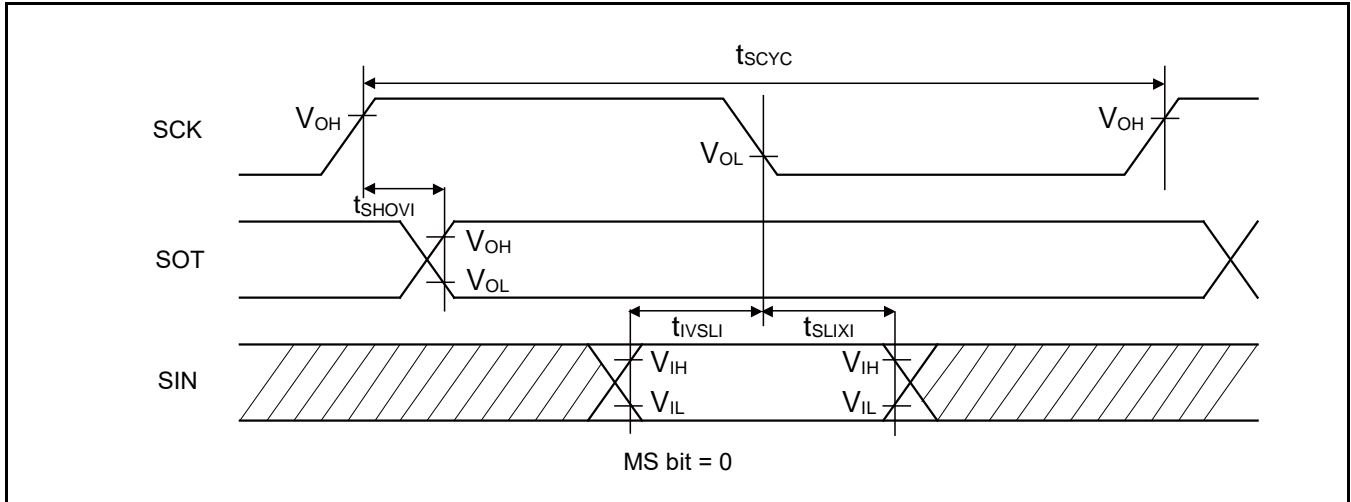 tSCYC
SCK
VOH
VOL
VOH
tSHOVI
SOT
VOH
VOL
tIVSLI
tSLIXI
SIN
VIH
VIL
VIH
VIL
MS bit = 0